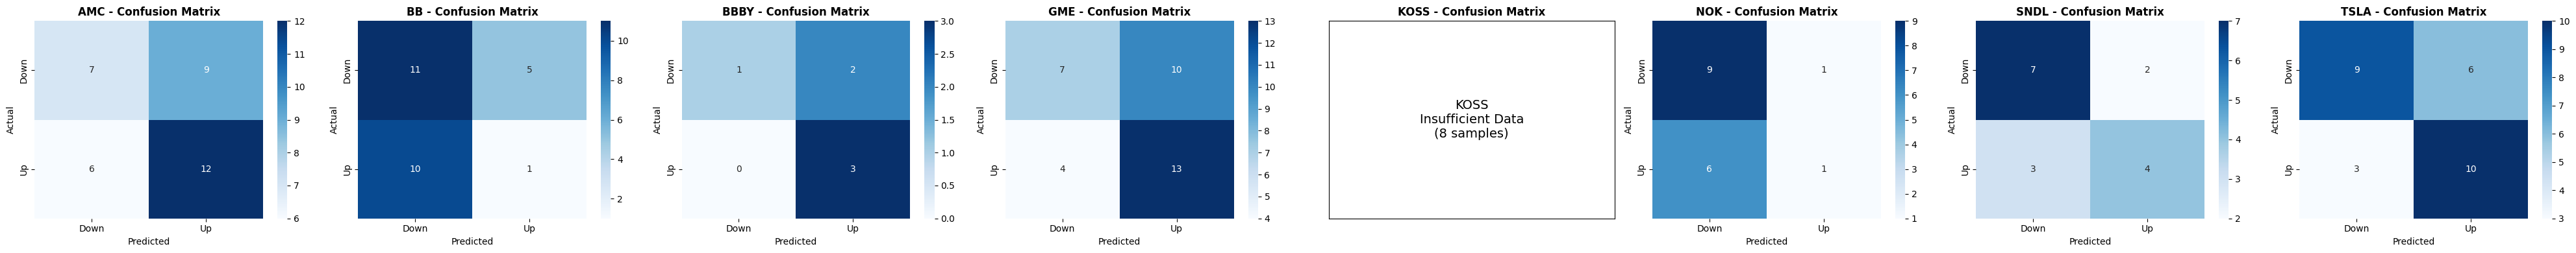 AMC - Confusion Matrix
Actual
Down
Up
7 9
6 12
Down Up
Predicted
12
11
10
9
8
7
6
BB - Confusion Matrix
Actual
Down
Up
11 5
10 1
Down Up
Predicted
10
8
6
4
2
BBBY - Confusion Matrix
Actual
Down
Up
1 2
0 3
Down Up
Predicted
3.0
2.5
2.0
1.5
1.0
0.5
0.0
GME - Confusion Matrix
Actual
Down
Up
7 10
4 13
Down Up
Predicted
13
12
11
10
9
8
7
6
5
4
KOSS - Confusion Matrix
KOSS
Insufficient Data
(8 samples)
NOK - Confusion Matrix
Actual
Down
Up
9 1
6 1
Down Up
Predicted
9
8
7
6
5
4
3
2
1
SNDL - Confusion Matrix
Actual
Down
Up
7 2
3 4
Down Up
Predicted
7
6
5
4
3
2
TSLA - Confusion Matrix
Actual
Down
Up
9 6
3 10
Down Up
Predicted
10
9
8
7
6
5
4
3